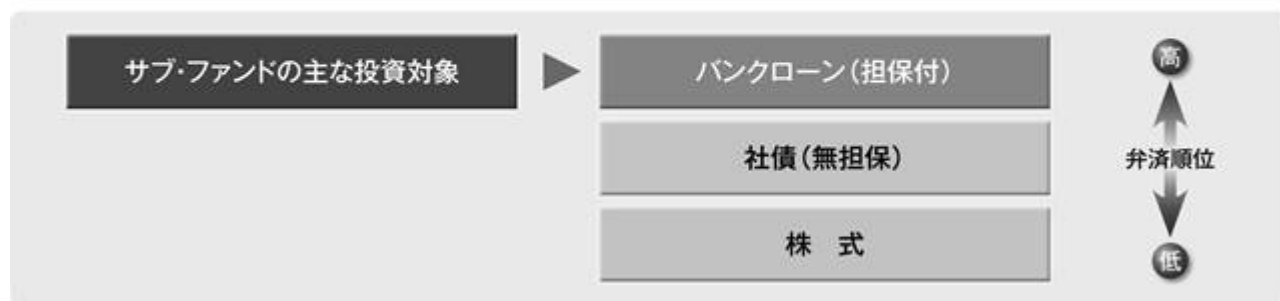 サブ・ファンドの主な投資対象
バンクローン(担保付)
高
社債(無担保)
弁済順位
株 式
低